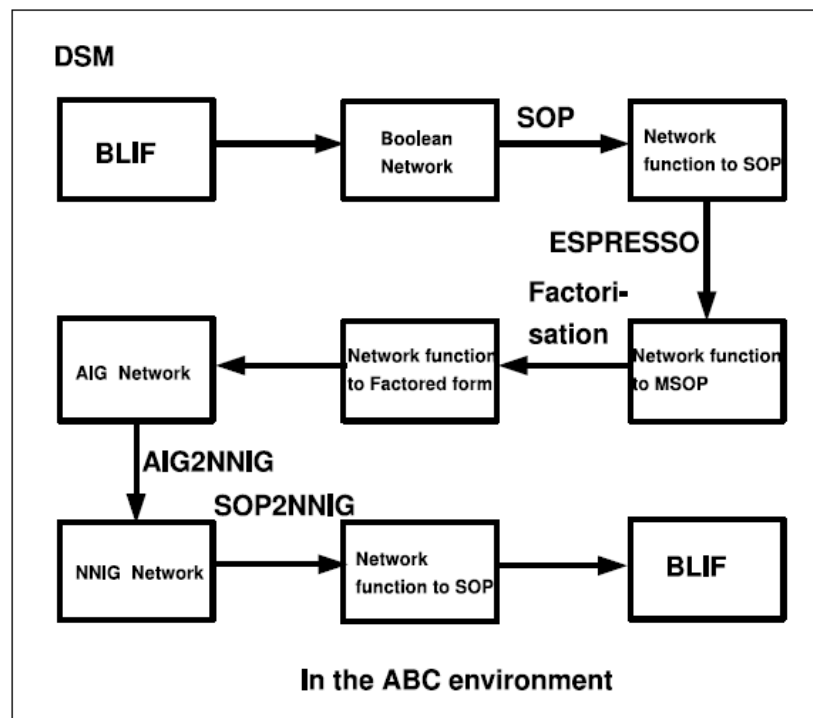 DSM
BLIF
Boolean
Network
SOP
Network
function to SOP
ESPRESSO
Network function
to MSOP
Factori-
sation
Network function
to Factored form
AIG Network
AIG2NNIG
NNIG Network
SOP2NNIG
Network
function to SOP
BLIF
In the ABC environment